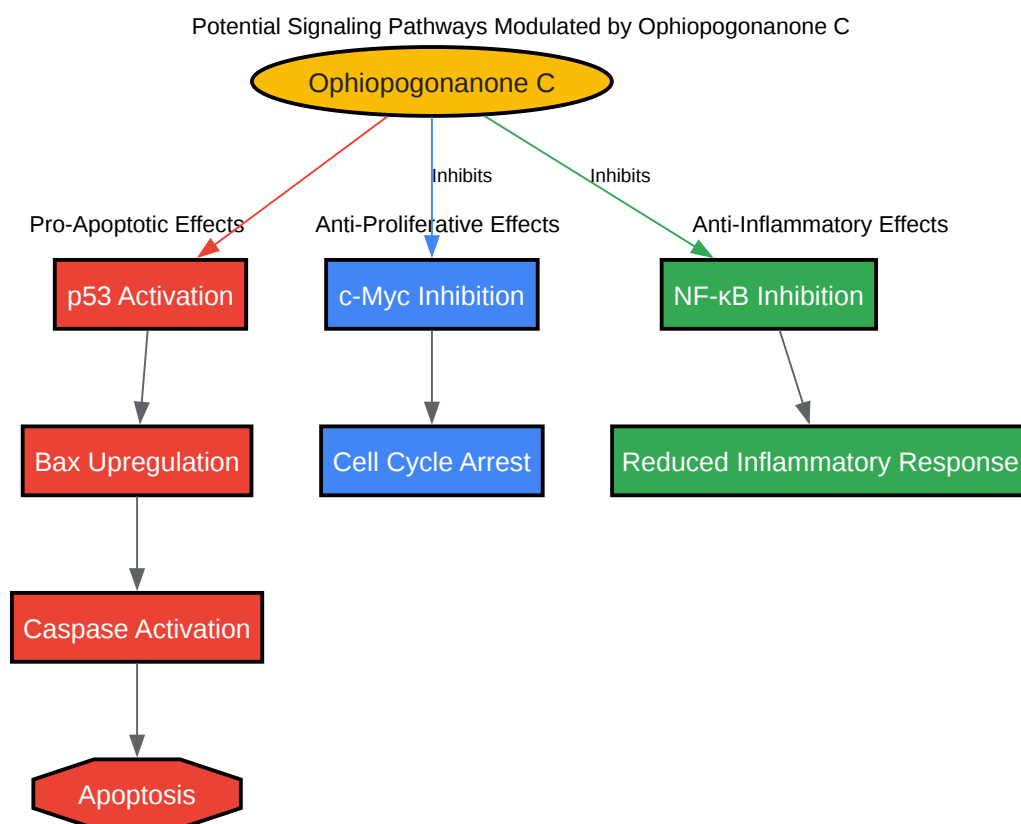 Potential Signaling Pathways Modulated by Ophiopogonanone C
Ophiopogonanone C
Inhibits
Inhibits
Pro-Apoptotic Effects
Anti-Proliferative Effects
Anti-Inflammatory Effects
p53 Activation
c-Myc Inhibition
NF-κB Inhibition
Bax Upregulation
Cell Cycle Arrest
Reduced Inflammatory Response
Caspase Activation
Apoptosis